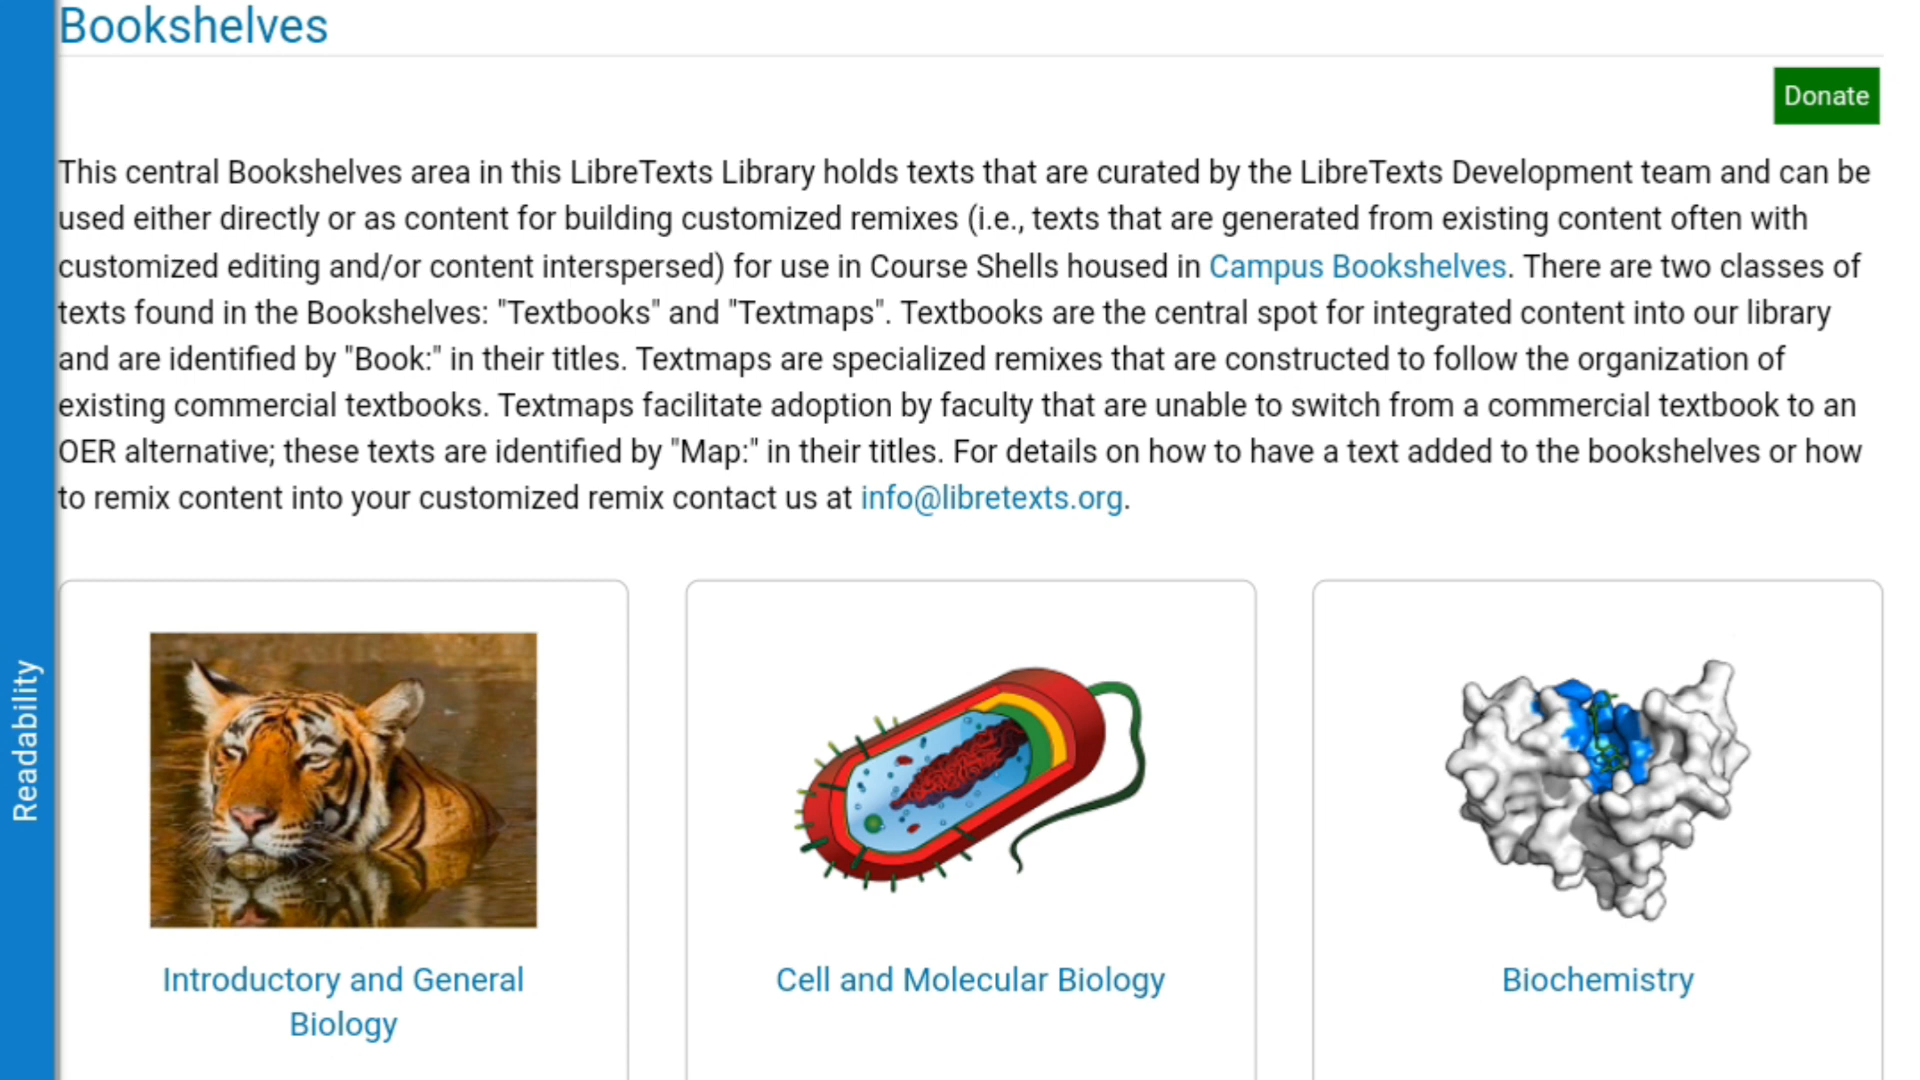 Bookshelves
Donate
This central Bookshelves area in this LibreTexts Library holds texts that are curated by the LibreTexts Development team and can be
used either directly or as content for building customized remixes (i.e., texts that are generated from existing content often with
customized editing and/or content interspersed) for use in Course Shells housed in Campus Bookshelves. There are two classes of
texts found in the Bookshelves: "Textbooks" and "Textmaps". Textbooks are the central spot for integrated content into our library
and are identified by "Book:" in their titles. Textmaps are specialized remixes that are constructed to follow the organization of
existing commercial textbooks. Textmaps facilitate adoption by faculty that are unable to switch from a commercial textbook to an
OER alternative; these texts are identified by "Map:" in their titles. For details on how to have a text added to the bookshelves or how
to remix content into your customized remix contact us at info@libretexts.org.
Readability
Introductory and General
Biology
Cell and Molecular Biology
Biochemistry